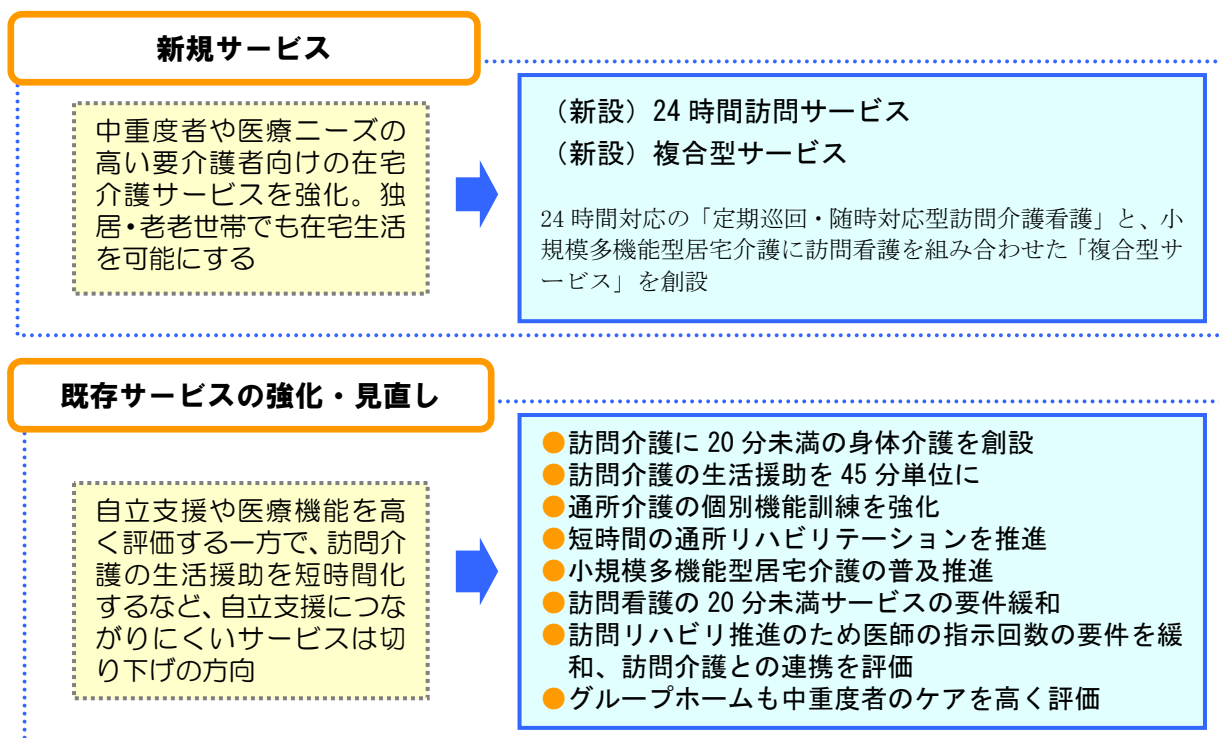 新規サービス
中重度者や医療ニーズの
高い要介護者向けの在宅
介護サービスを強化。独
居・老老世帯でも在宅生活
を可能にする
（新設）24 時間訪問サービス
（新設）複合型サービス
24 時間対応の「定期巡回・随時対応型訪問介護看護」と、小
規模多機能型居宅介護に訪問看護を組み合わせた「複合型サ
ービス」を創設
既存サービスの強化・見直し
自立支援や医療機能を高
く評価する一方で、訪問介
護の生活援助を短時間化
するなど、自立支援につな
がりにくいサービスは切
り下げの方向
●訪問介護に 20 分未満の身体介護を創設
●訪問介護の生活援助を 45 分単位に
●通所介護の個別機能訓練を強化
●短時間の通所リハビリテーションを推進
●小規模多機能型居宅介護の普及推進
●訪問看護の 20 分未満サービスの要件緩和
●訪問リハビリ推進のため医師の指示回数の要件を緩
和、訪問介護との連携を評価
●グループホームも中重度者のケアを高く評価